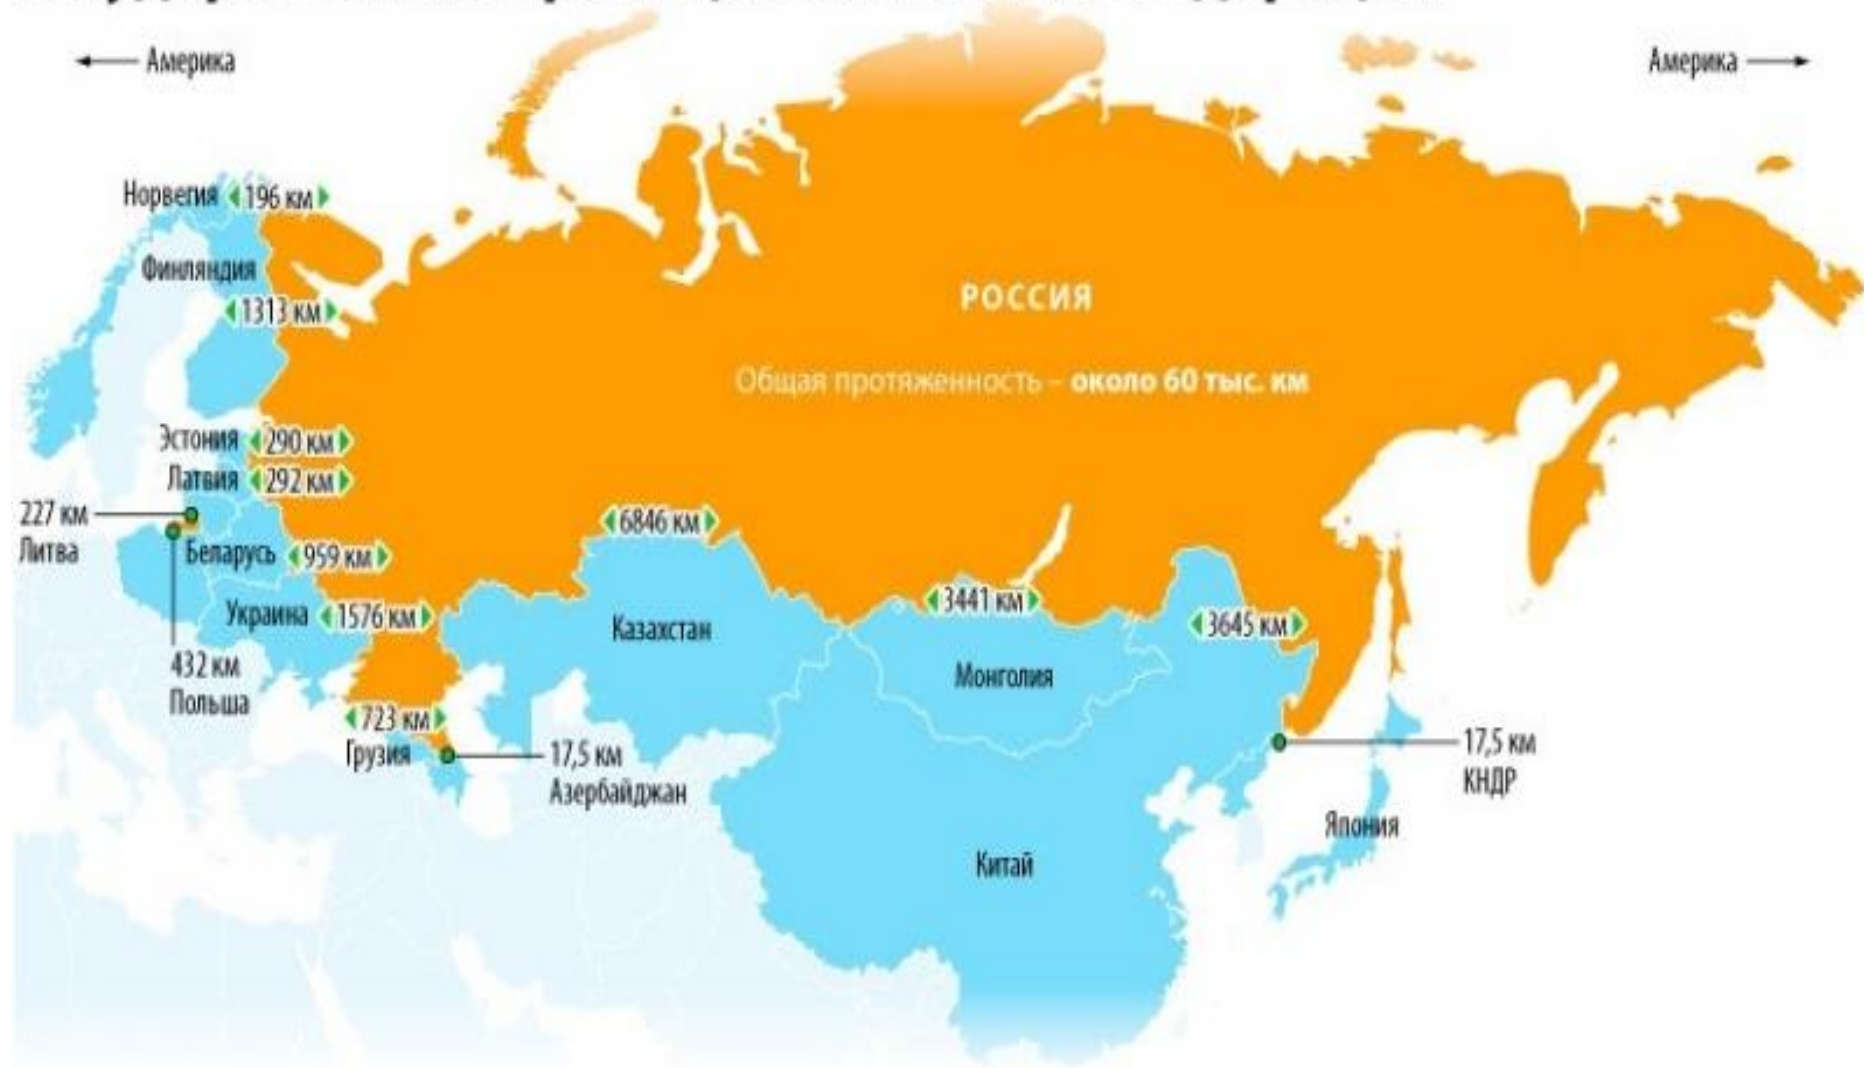 Америка
Америка
Норвегия 196 км
Финляндия
1313 км
РОССИЯ
Общая протяженность – около 60 тыс. км
Эстония 290 км
Латвия 292 км
227 км
Литва
6846 км
Беларусь 959 км
Украина 1576 км
3441 км
3645 км
Казахстан
432 км
Польша
Монголия
723 км
Грузия
17,5 км
Азербайджан
17,5 км
КНДР
Япония
Китай